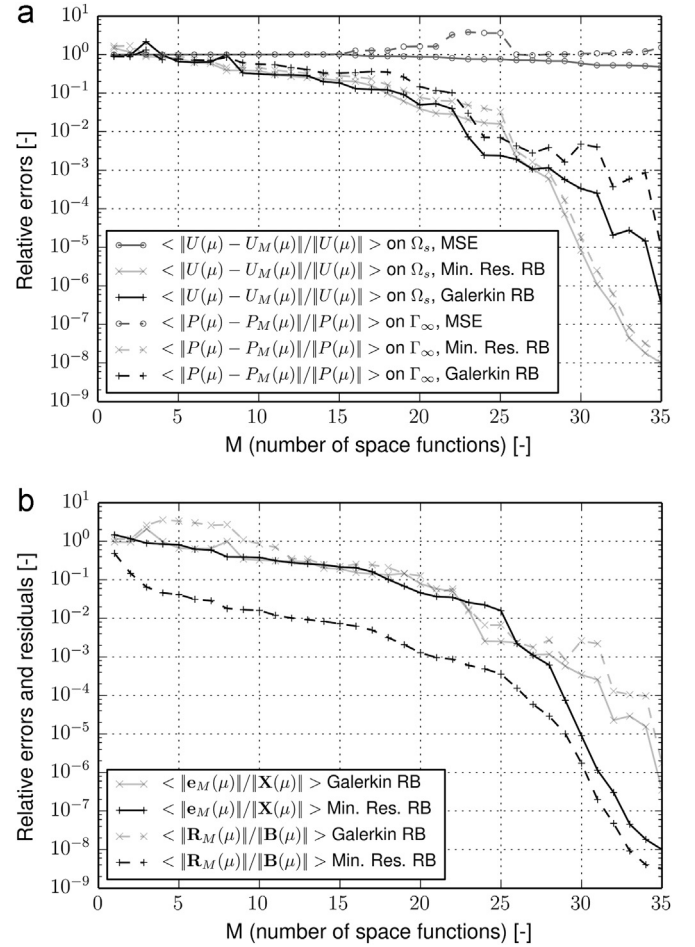 a
10^1
10^0
10^-1
10^-2
10^-3
10^-4
10^-5
10^-6
10^-7
10^-8
10^-9
Relative errors [-]
< ‖U(μ) − U_M(μ)‖/‖U(μ)‖ > on Ω_s, MSE
< ‖U(μ) − U_M(μ)‖/‖U(μ)‖ > on Ω_s, Min. Res. RB
< ‖U(μ) − U_M(μ)‖/‖U(μ)‖ > on Ω_s, Galerkin RB
< ‖P(μ) − P_M(μ)‖/‖P(μ)‖ > on Γ_∞, MSE
< ‖P(μ) − P_M(μ)‖/‖P(μ)‖ > on Γ_∞, Min. Res. RB
< ‖P(μ) − P_M(μ)‖/‖P(μ)‖ > on Γ_∞, Galerkin RB
0 5 10 15 20 25 30 35
M (number of space functions) [-]
b
10^1
10^0
10^-1
10^-2
10^-3
10^-4
10^-5
10^-6
10^-7
10^-8
10^-9
Relative errors and residuals [-]
< ‖e_M(μ)‖/‖X(μ)‖ > Galerkin RB
< ‖e_M(μ)‖/‖X(μ)‖ > Min. Res. RB
< ‖R_M(μ)‖/‖B(μ)‖ > Galerkin RB
< ‖R_M(μ)‖/‖B(μ)‖ > Min. Res. RB
0 5 10 15 20 25 30 35
M (number of space functions) [-]